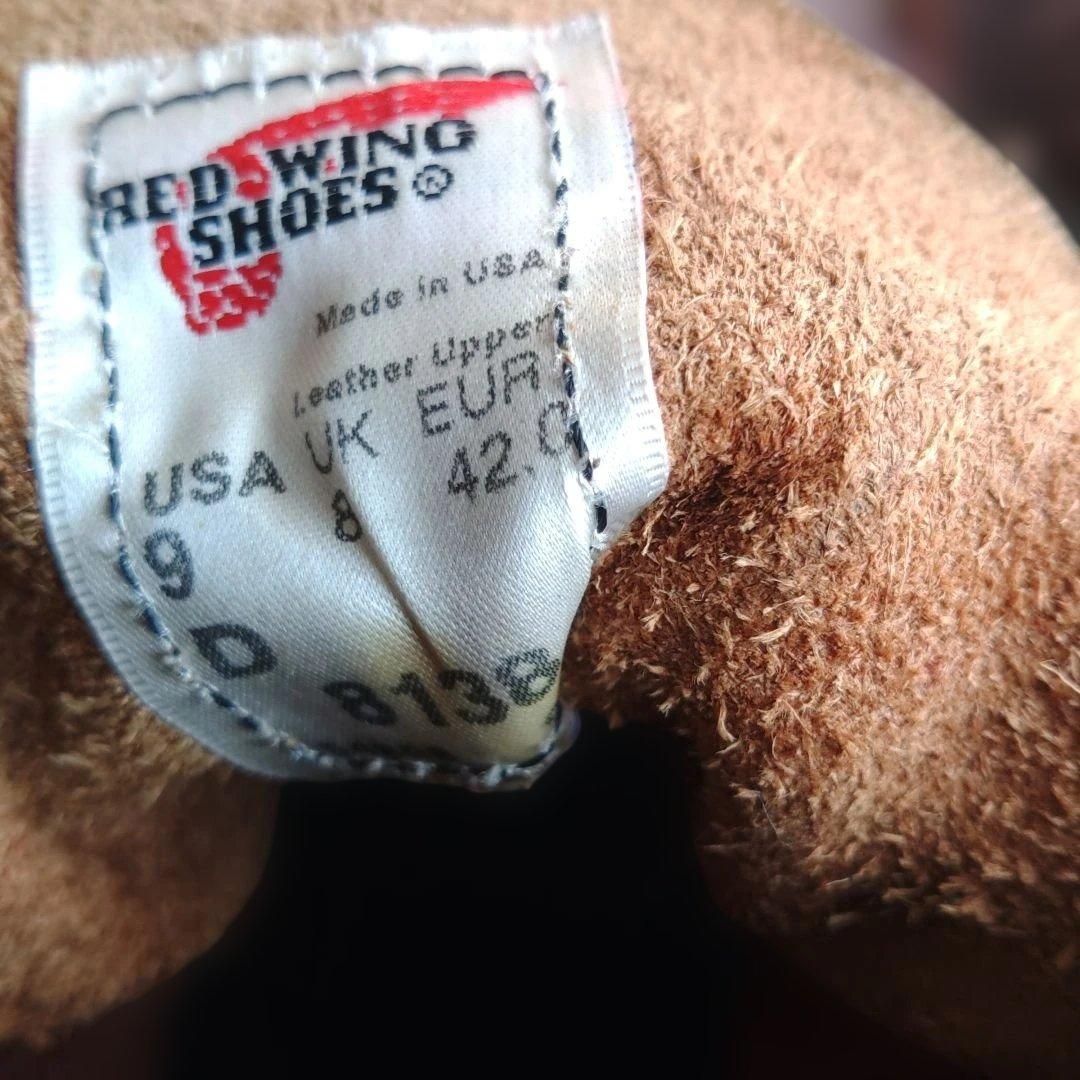 RED WING
SHOES®
Made in USA
Leather Upper
USA UK EUR
9 8 42.0
D 8138